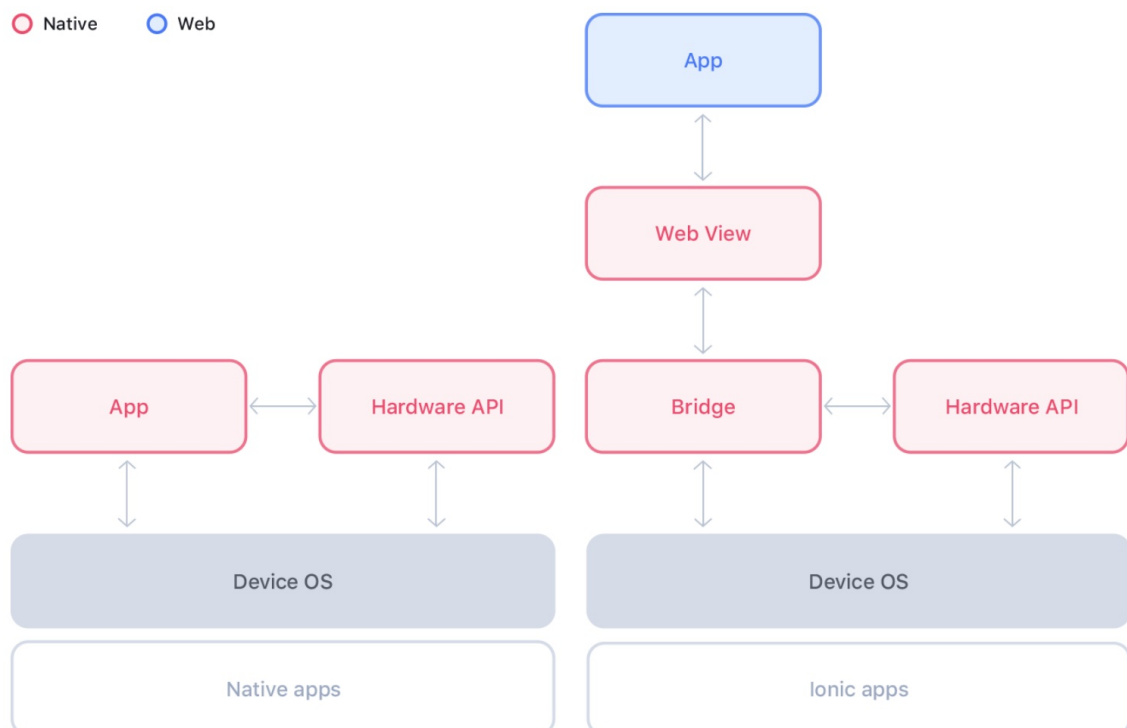 Native
Web
App
Web View
App
Hardware API
Bridge
Hardware API
Device OS
Device OS
Native apps
Ionic apps